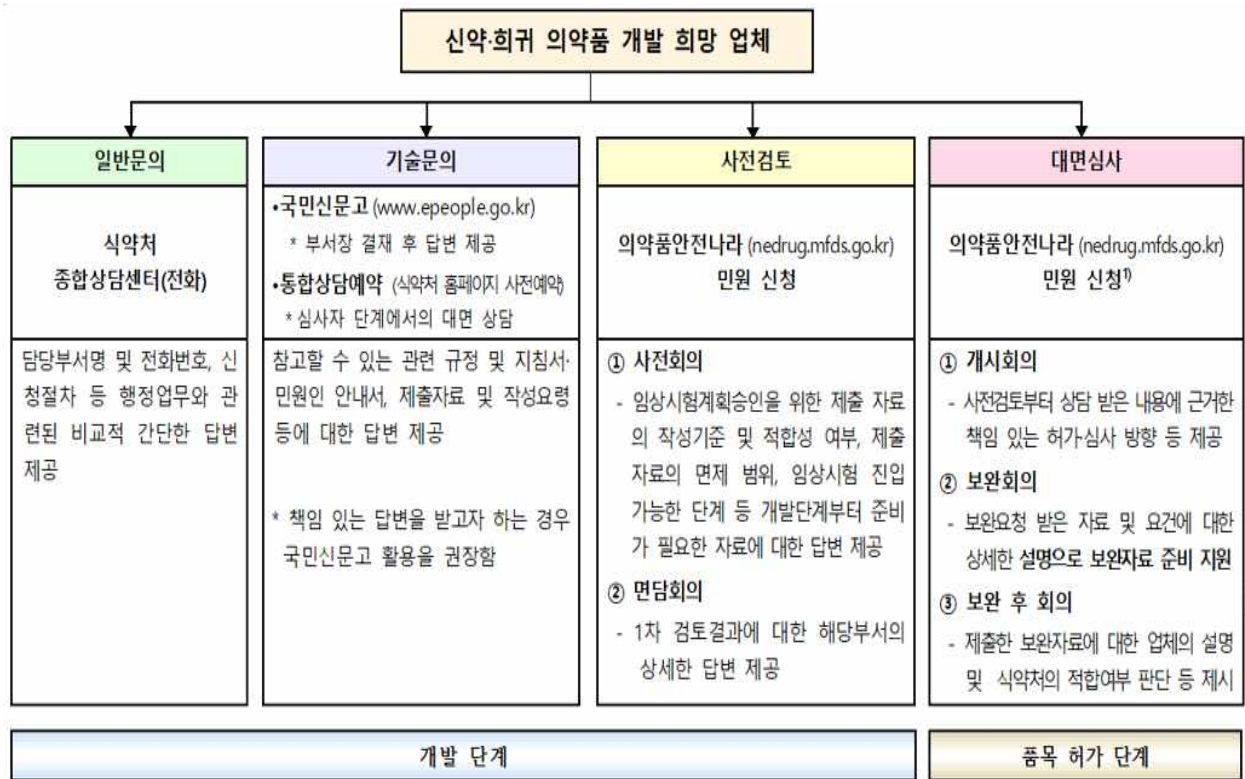 신약·희귀 의약품 개발 희망 업체
일반문의
식약처
종합상담센터(전화)
담당부서명 및 전화번호, 신
청절차 등 행정업무와 관
련된 비교적 간단한 답변
제공
기술문의
•국민신문고 (www.epeople.go.kr)
* 부서장 결재 후 답변 제공
•통합상담예약 (식약처 홈페이지 사전예약)
* 심사자 단계에서의 대면 상담
참고할 수 있는 관련 규정 및 지침서·
민원인 안내서, 제출자료 및 작성요령
등에 대한 답변 제공
* 책임 있는 답변을 받고자 하는 경우
국민신문고 활용을 권장함
사전검토
의약품안전나라 (nedrug.mfds.go.kr)
민원 신청
① 사전회의
- 임상시험계획승인을 위한 제출 자료
의 작성기준 및 적합성 여부, 제출
자료의 면제 범위, 임상시험 진입
가능한 단계 등 개발단계부터 준비
가 필요한 자료에 대한 답변 제공
② 면담회의
- 1차 검토결과에 대한 해당부서의
상세한 답변 제공
대면심사
의약품안전나라 (nedrug.mfds.go.kr)
민원 신청1)
① 개시회의
- 사전검토부터 상담 받은 내용에 근거한
책임 있는 허가·심사 방향 등 제공
② 보완회의
- 보완요청 받은 자료 및 요건에 대한
상세한 설명으로 보완자료 준비 지원
③ 보완 후 회의
- 제출한 보완자료에 대한 업체의 설명
및 식약처의 적합여부 판단 등 제시
개발 단계
품목 허가 단계